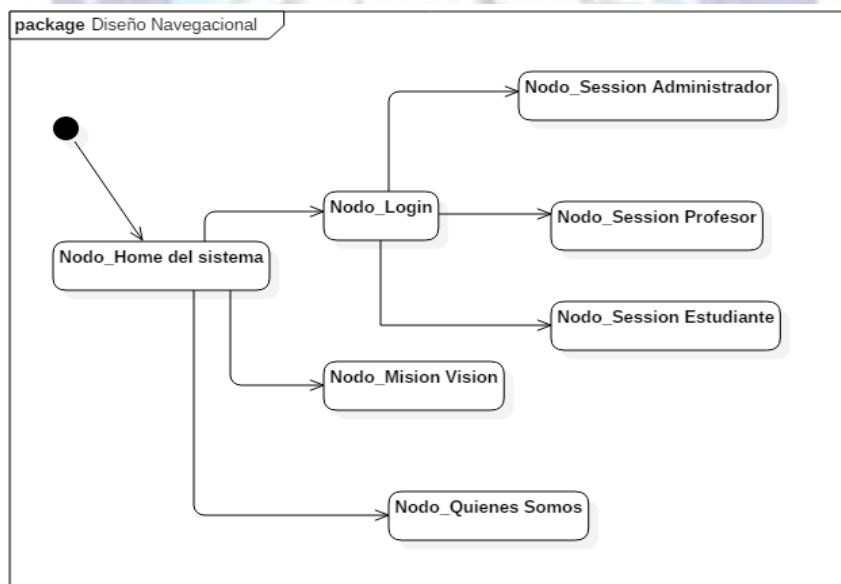 package Diseño Navegacional
Nodo_Session Administrador
Nodo_Login
Nodo_Session Profesor
Nodo_Home del sistema
Nodo_Session Estudiante
Nodo_Mision Vision
Nodo_Quienes Somos